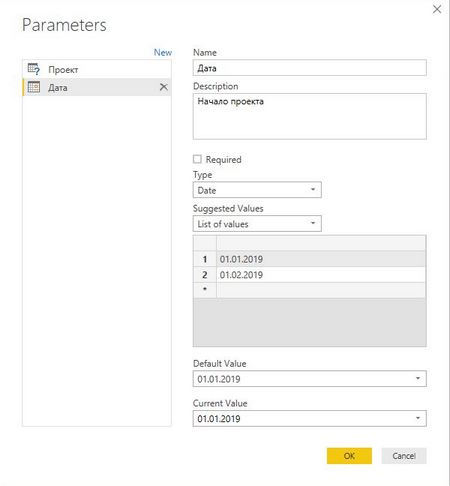 Parameters
New
Проект
Дата
Name
Дата
Description
Начало проекта
Required
Type
Date
Suggested Values
List of values
1 01.01.2019
2 01.02.2019
*
Default Value
01.01.2019
Current Value
01.01.2019
OK Cancel